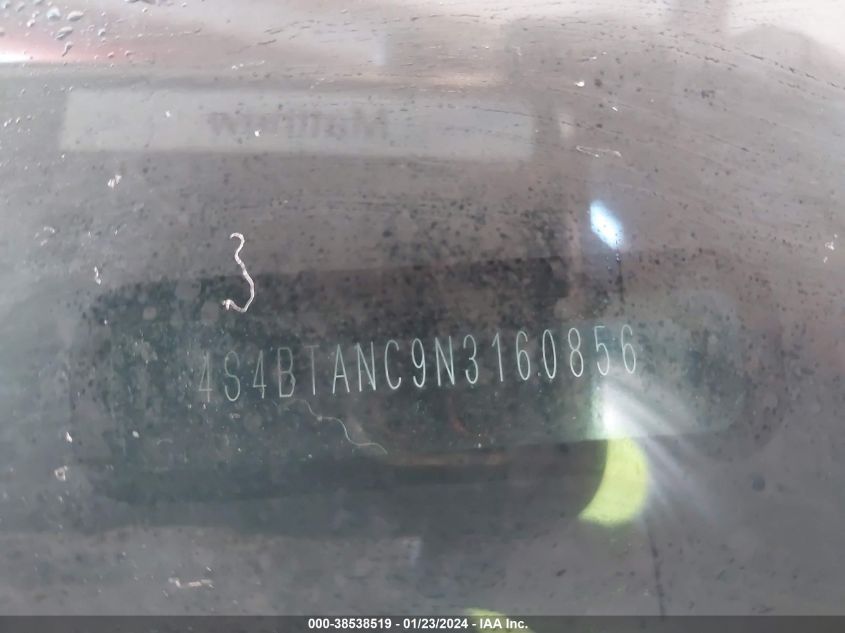 4S4BTANC9N3160856
000-38538519 - 01/23/2024 - IAA Inc.